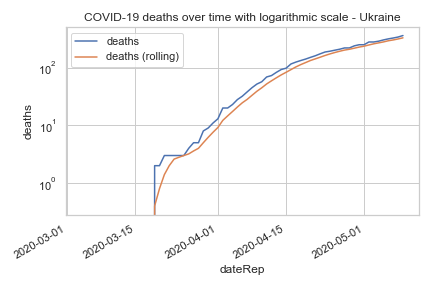 COVID-19 deaths over time with logarithmic scale - Ukraine
deaths
deaths (rolling)
10²
10¹
10⁰
deaths
2020-03-01
2020-03-15
2020-04-01
2020-04-15
2020-05-01
dateRep